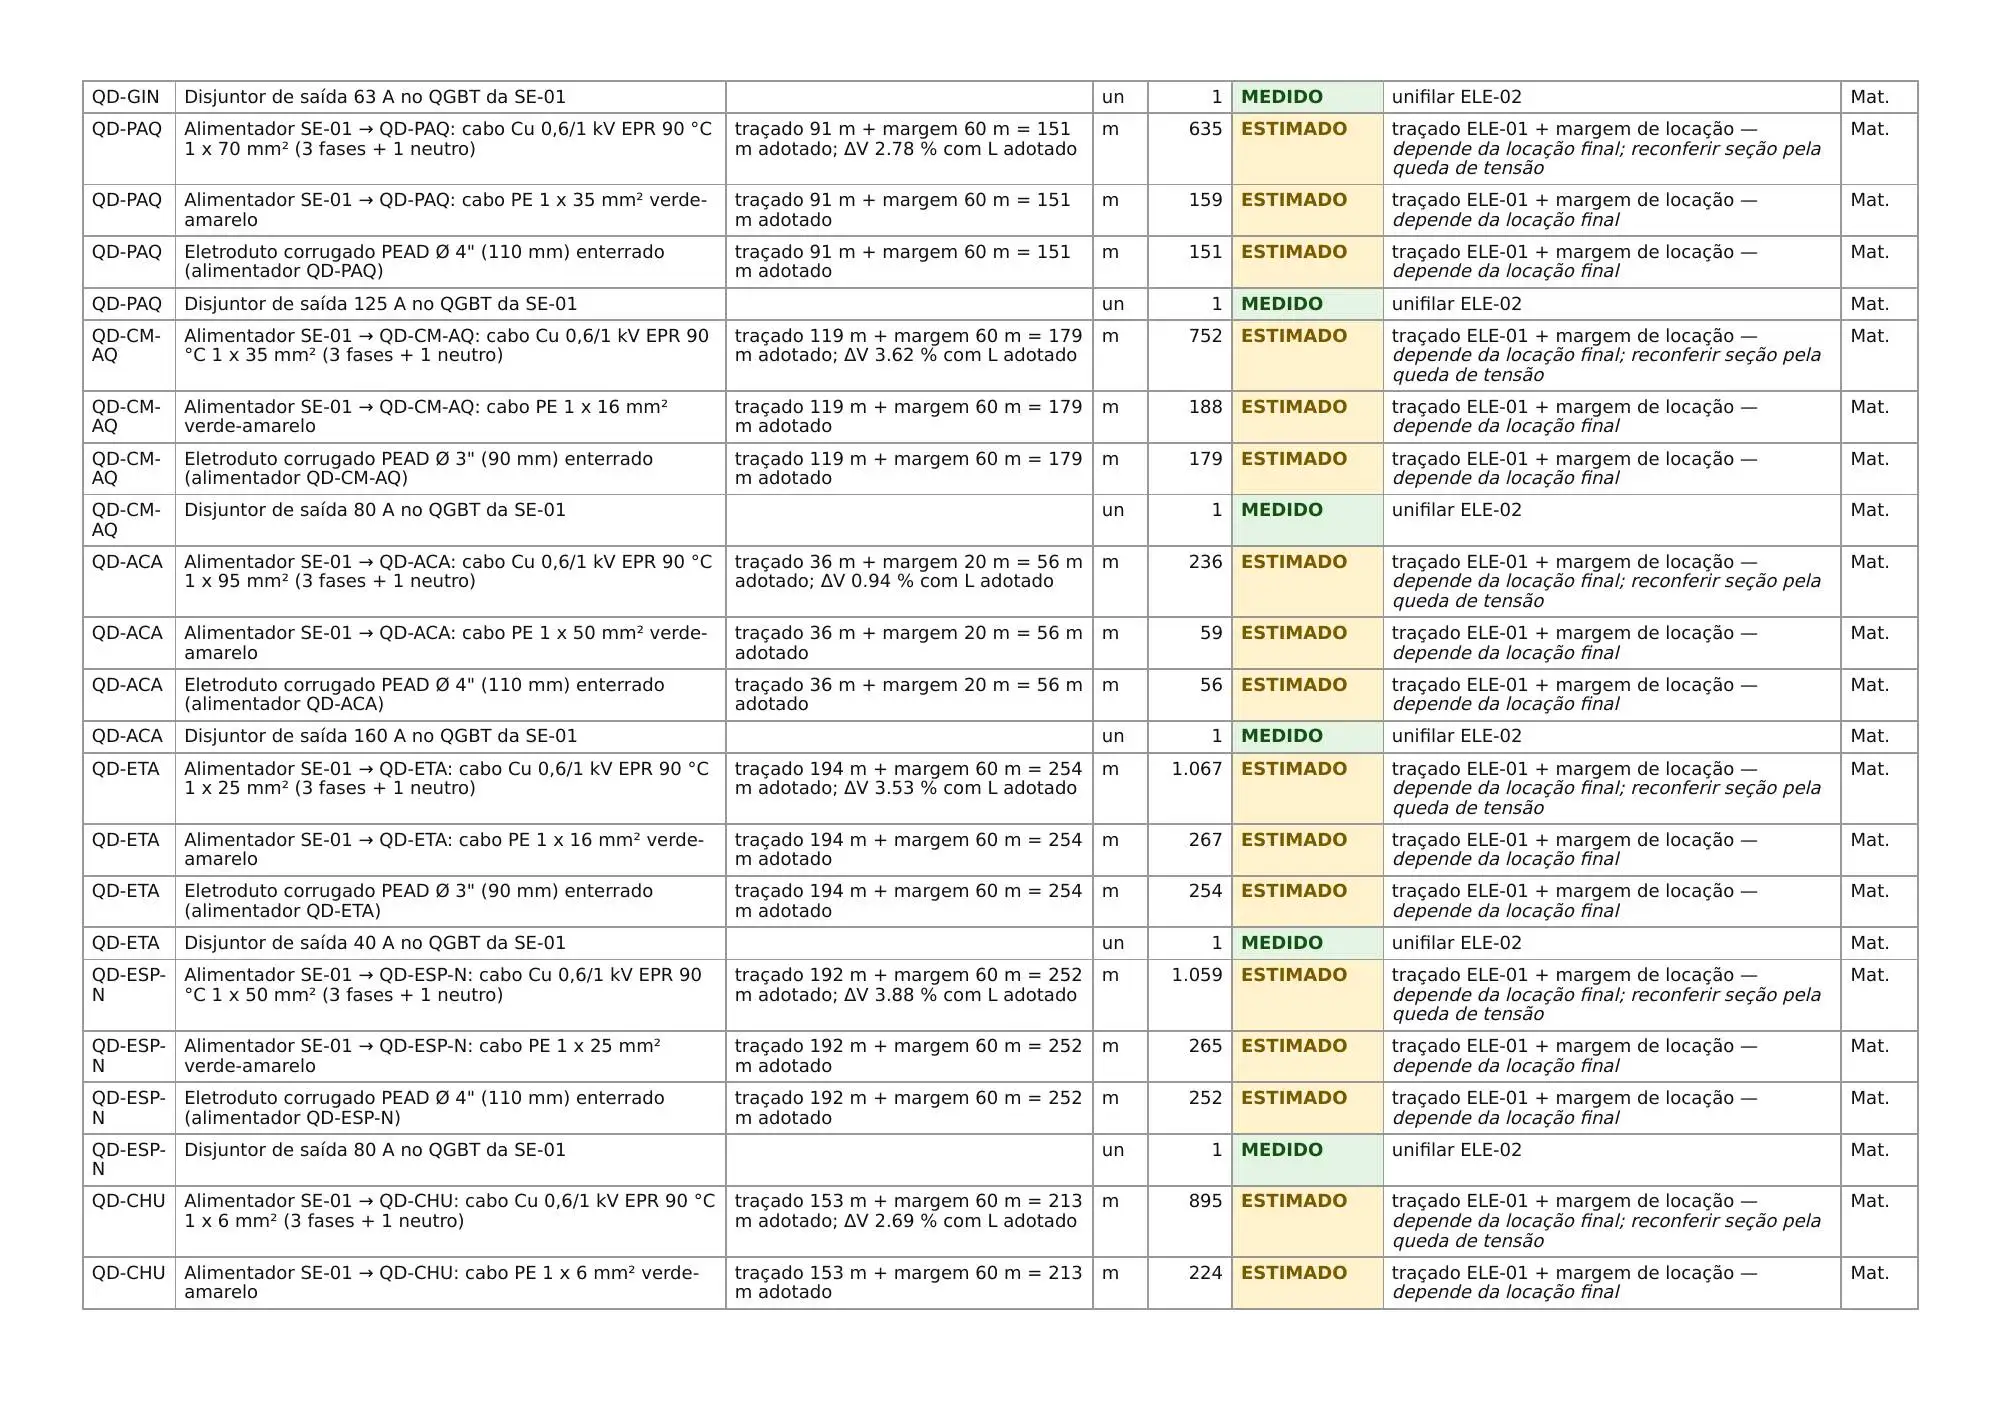 QD-GIN Disjuntor de saída 63 A no QGBT da SE-01 un 1 MEDIDO unifilar ELE-02 Mat.
QD-PAQ Alimentador SE-01 → QD-PAQ: cabo Cu 0,6/1 kV EPR 90 °C traçado 91 m + margem 60 m = 151 m 635 ESTIMADO traçado ELE-01 + margem de locação — Mat.
1 x 70 mm² (3 fases + 1 neutro) m adotado; ΔV 2.78 % com L adotado depende da locação final; reconferir seção pela
queda de tensão
QD-PAQ Alimentador SE-01 → QD-PAQ: cabo PE 1 x 35 mm² verde- traçado 91 m + margem 60 m = 151 m 159 ESTIMADO traçado ELE-01 + margem de locação — Mat.
amarelo m adotado depende da locação final
QD-PAQ Eletroduto corrugado PEAD Ø 4" (110 mm) enterrado traçado 91 m + margem 60 m = 151 m 151 ESTIMADO traçado ELE-01 + margem de locação — Mat.
(alimentador QD-PAQ) m adotado depende da locação final
QD-PAQ Disjuntor de saída 125 A no QGBT da SE-01 un 1 MEDIDO unifilar ELE-02 Mat.
QD-CM- Alimentador SE-01 → QD-CM-AQ: cabo Cu 0,6/1 kV EPR 90 traçado 119 m + margem 60 m = 179 m 752 ESTIMADO traçado ELE-01 + margem de locação — Mat.
AQ °C 1 x 35 mm² (3 fases + 1 neutro) m adotado; ΔV 3.62 % com L adotado depende da locação final; reconferir seção pela
queda de tensão
QD-CM- Alimentador SE-01 → QD-CM-AQ: cabo PE 1 x 16 mm² traçado 119 m + margem 60 m = 179 m 188 ESTIMADO traçado ELE-01 + margem de locação — Mat.
AQ verde-amarelo m adotado depende da locação final
QD-CM- Eletroduto corrugado PEAD Ø 3" (90 mm) enterrado traçado 119 m + margem 60 m = 179 m 179 ESTIMADO traçado ELE-01 + margem de locação — Mat.
AQ (alimentador QD-CM-AQ) m adotado depende da locação final
QD-CM- Disjuntor de saída 80 A no QGBT da SE-01 un 1 MEDIDO unifilar ELE-02 Mat.
AQ
QD-ACA Alimentador SE-01 → QD-ACA: cabo Cu 0,6/1 kV EPR 90 °C traçado 36 m + margem 20 m = 56 m m 236 ESTIMADO traçado ELE-01 + margem de locação — Mat.
1 x 95 mm² (3 fases + 1 neutro) adotado; ΔV 0.94 % com L adotado depende da locação final; reconferir seção pela
queda de tensão
QD-ACA Alimentador SE-01 → QD-ACA: cabo PE 1 x 50 mm² verde- traçado 36 m + margem 20 m = 56 m m 59 ESTIMADO traçado ELE-01 + margem de locação — Mat.
amarelo adotado depende da locação final
QD-ACA Eletroduto corrugado PEAD Ø 4" (110 mm) enterrado traçado 36 m + margem 20 m = 56 m m 56 ESTIMADO traçado ELE-01 + margem de locação — Mat.
(alimentador QD-ACA) adotado depende da locação final
QD-ACA Disjuntor de saída 160 A no QGBT da SE-01 un 1 MEDIDO unifilar ELE-02 Mat.
QD-ETA Alimentador SE-01 → QD-ETA: cabo Cu 0,6/1 kV EPR 90 °C traçado 194 m + margem 60 m = 254 m 1.067 ESTIMADO traçado ELE-01 + margem de locação — Mat.
1 x 25 mm² (3 fases + 1 neutro) m adotado; ΔV 3.53 % com L adotado depende da locação final; reconferir seção pela
queda de tensão
QD-ETA Alimentador SE-01 → QD-ETA: cabo PE 1 x 16 mm² verde- traçado 194 m + margem 60 m = 254 m 267 ESTIMADO traçado ELE-01 + margem de locação — Mat.
amarelo m adotado depende da locação final
QD-ETA Eletroduto corrugado PEAD Ø 3" (90 mm) enterrado traçado 194 m + margem 60 m = 254 m 254 ESTIMADO traçado ELE-01 + margem de locação — Mat.
(alimentador QD-ETA) m adotado depende da locação final
QD-ETA Disjuntor de saída 40 A no QGBT da SE-01 un 1 MEDIDO unifilar ELE-02 Mat.
QD-ESP- Alimentador SE-01 → QD-ESP-N: cabo Cu 0,6/1 kV EPR 90 traçado 192 m + margem 60 m = 252 m 1.059 ESTIMADO traçado ELE-01 + margem de locação — Mat.
N °C 1 x 50 mm² (3 fases + 1 neutro) m adotado; ΔV 3.88 % com L adotado depende da locação final; reconferir seção pela
queda de tensão
QD-ESP- Alimentador SE-01 → QD-ESP-N: cabo PE 1 x 25 mm² traçado 192 m + margem 60 m = 252 m 265 ESTIMADO traçado ELE-01 + margem de locação — Mat.
N verde-amarelo m adotado depende da locação final
QD-ESP- Eletroduto corrugado PEAD Ø 4" (110 mm) enterrado traçado 192 m + margem 60 m = 252 m 252 ESTIMADO traçado ELE-01 + margem de locação — Mat.
N (alimentador QD-ESP-N) m adotado depende da locação final
QD-ESP- Disjuntor de saída 80 A no QGBT da SE-01 un 1 MEDIDO unifilar ELE-02 Mat.
N
QD-CHU Alimentador SE-01 → QD-CHU: cabo Cu 0,6/1 kV EPR 90 °C traçado 153 m + margem 60 m = 213 m 895 ESTIMADO traçado ELE-01 + margem de locação — Mat.
1 x 6 mm² (3 fases + 1 neutro) m adotado; ΔV 2.69 % com L adotado depende da locação final; reconferir seção pela
queda de tensão
QD-CHU Alimentador SE-01 → QD-CHU: cabo PE 1 x 6 mm² verde- traçado 153 m + margem 60 m = 213 m 224 ESTIMADO traçado ELE-01 + margem de locação — Mat.
amarelo m adotado depende da locação final